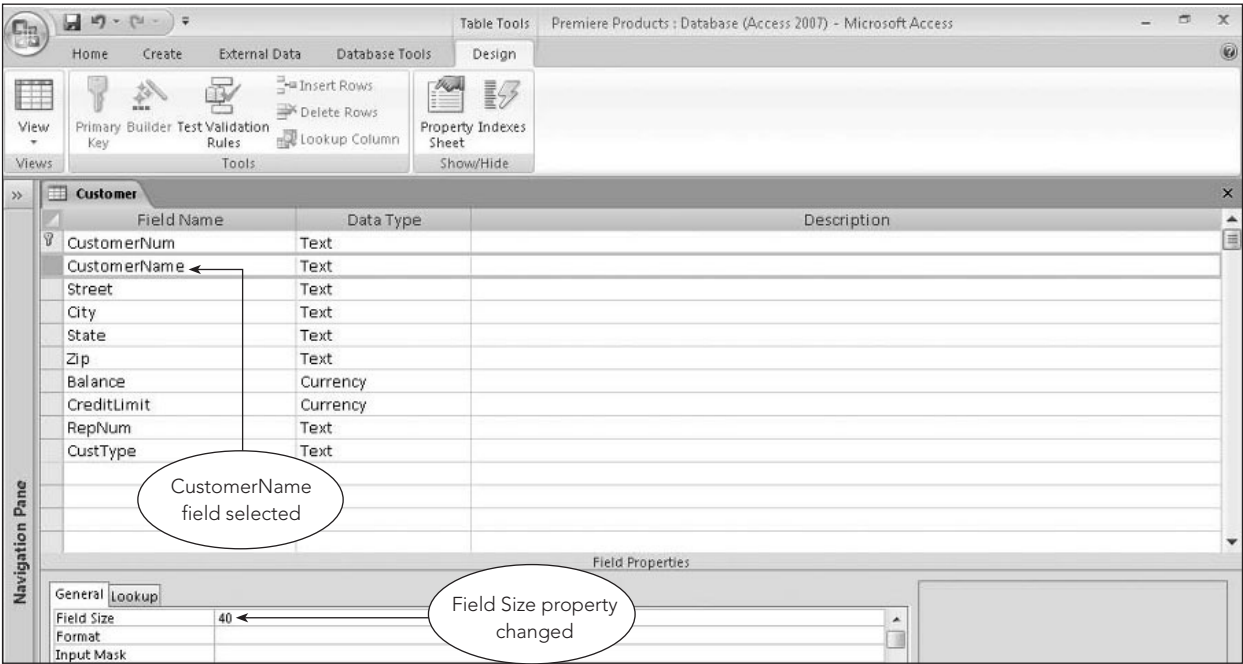 Table Tools Premiere Products : Database (Access 2007) - Microsoft Access
Home Create External Data Database Tools Design
View
Views
Primary Key
Builder
Test Validation Rules
Insert Rows
Delete Rows
Lookup Column
Tools
Property Sheet
Indexes
Show/Hide
Customer
Field Name Data Type Description
CustomerNum Text
CustomerName Text
Street Text
City Text
State Text
Zip Text
Balance Currency
CreditLimit Currency
RepNum Text
CustType Text
CustomerName
field selected
Navigation Pane
Field Properties
General Lookup
Field Size 40
Format
Input Mask
Field Size property
changed